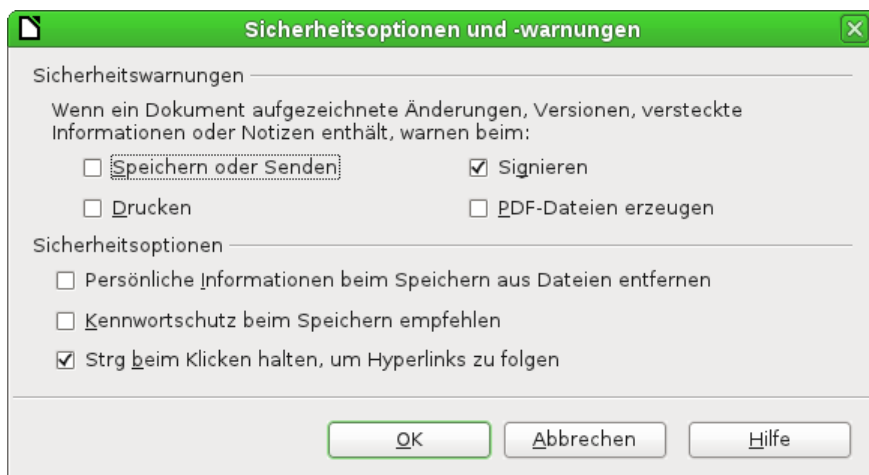 Sicherheitsoptionen und -warnungen
Sicherheitswarnungen
Wenn ein Dokument aufgezeichnete Änderungen, Versionen, versteckte
Informationen oder Notizen enthält, warnen beim:
Speichern oder Senden Signieren
Drucken PDF-Dateien erzeugen
Sicherheitsoptionen
Persönliche Informationen beim Speichern aus Dateien entfernen
Kennwortschutz beim Speichern empfehlen
Strg beim Klicken halten, um Hyperlinks zu folgen
OK Abbrechen Hilfe